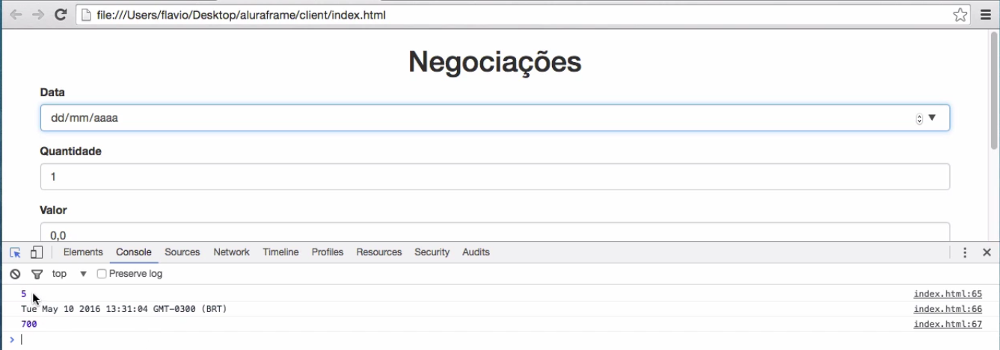 file:///Users/flavio/Desktop/aluraframe/client/index.html
Negociações
Data
dd/mm/aaaa
Quantidade
1
Valor
0,0
Elements Console Sources Network Timeline Profiles Resources Security Audits
top Preserve log
5 index.html:65
Tue May 10 2016 13:31:04 GMT-0300 (BRT) index.html:66
700 index.html:67
>